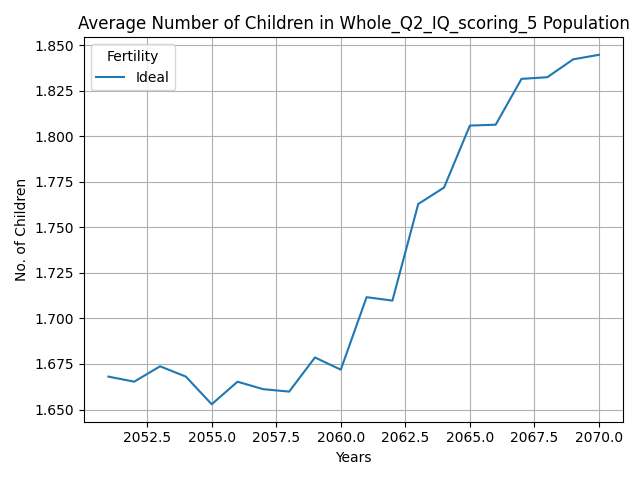 Average Number of Children in Whole_Q2_IQ_scoring_5 Population
Fertility
Ideal
No. of Children
1.850
1.825
1.800
1.775
1.750
1.725
1.700
1.675
1.650
2052.5 2055.0 2057.5 2060.0 2062.5 2065.0 2067.5 2070.0
Years